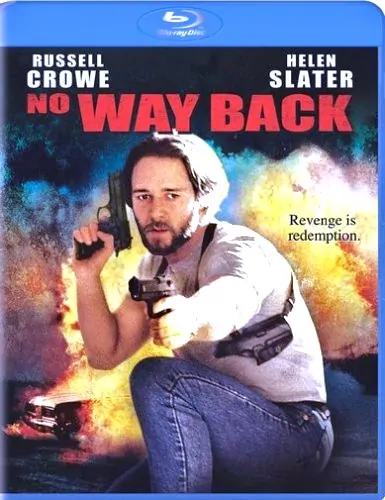 Blu-ray Disc
RUSSELL
CROWE
HELEN
SLATER
NO WAY BACK
Revenge is
redemption.